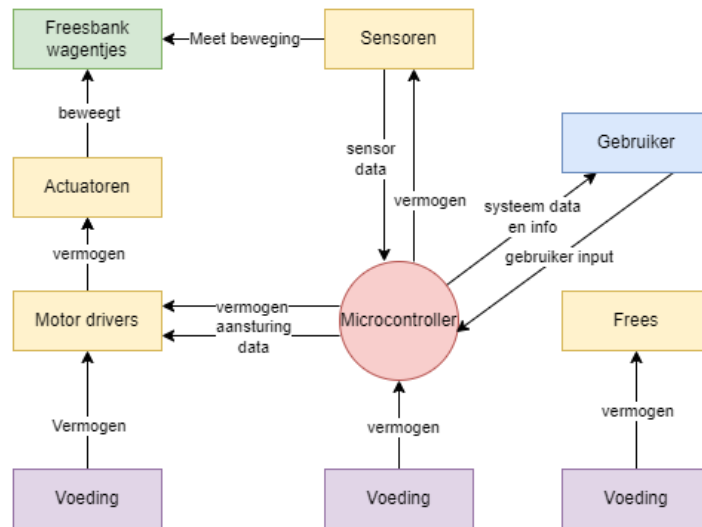 Freesbank
wagentjes
Meet beweging
Sensoren
beweegt
sensor
data
Gebruiker
Actuatoren
vermogen
systeem data
en info
vermogen
gebruiker input
Motor drivers
vermogen
aansturing
data
Microcontroller
Frees
Vermogen
vermogen
vermogen
Voeding
Voeding
Voeding